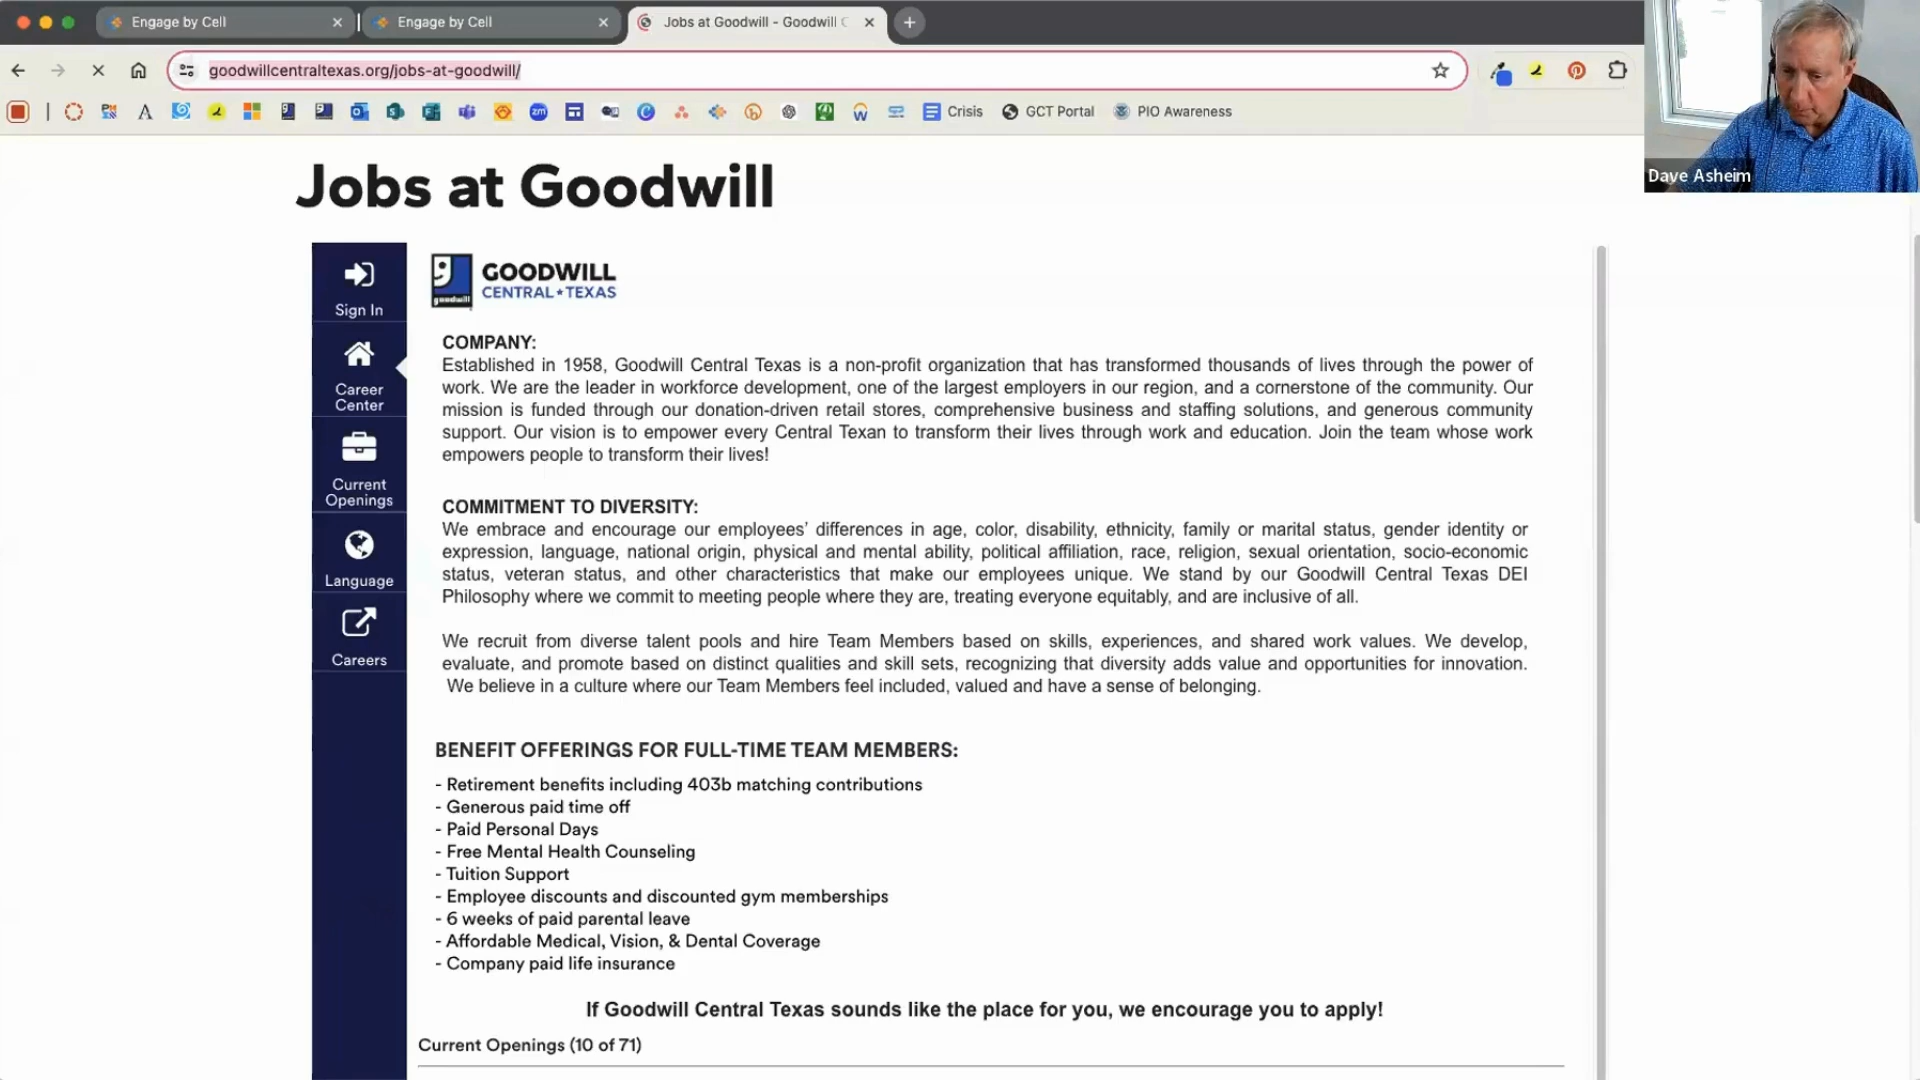 Engage by Cell
Engage by Cell
Jobs at Goodwill - Goodwill C
goodwillcentraltexas.org/jobs-at-goodwill/
Crisis
GCT Portal
PIO Awareness
Dave Asheim
Jobs at Goodwill
Sign In
Career
Center
Current
Openings
Language
Careers
goodwill
GOODWILL
CENTRAL★TEXAS
COMPANY:
Established in 1958, Goodwill Central Texas is a non-profit organization that has transformed thousands of lives through the power of
work. We are the leader in workforce development, one of the largest employers in our region, and a cornerstone of the community. Our
mission is funded through our donation-driven retail stores, comprehensive business and staffing solutions, and generous community
support. Our vision is to empower every Central Texan to transform their lives through work and education. Join the team whose work
empowers people to transform their lives!
COMMITMENT TO DIVERSITY:
We embrace and encourage our employees’ differences in age, color, disability, ethnicity, family or marital status, gender identity or
expression, language, national origin, physical and mental ability, political affiliation, race, religion, sexual orientation, socio-economic
status, veteran status, and other characteristics that make our employees unique. We stand by our Goodwill Central Texas DEI
Philosophy where we commit to meeting people where they are, treating everyone equitably, and are inclusive of all.
We recruit from diverse talent pools and hire Team Members based on skills, experiences, and shared work values. We develop,
evaluate, and promote based on distinct qualities and skill sets, recognizing that diversity adds value and opportunities for innovation.
We believe in a culture where our Team Members feel included, valued and have a sense of belonging.
BENEFIT OFFERINGS FOR FULL-TIME TEAM MEMBERS:
- Retirement benefits including 403b matching contributions
- Generous paid time off
- Paid Personal Days
- Free Mental Health Counseling
- Tuition Support
- Employee discounts and discounted gym memberships
- 6 weeks of paid parental leave
- Affordable Medical, Vision, & Dental Coverage
- Company paid life insurance
If Goodwill Central Texas sounds like the place for you, we encourage you to apply!
Current Openings (10 of 71)